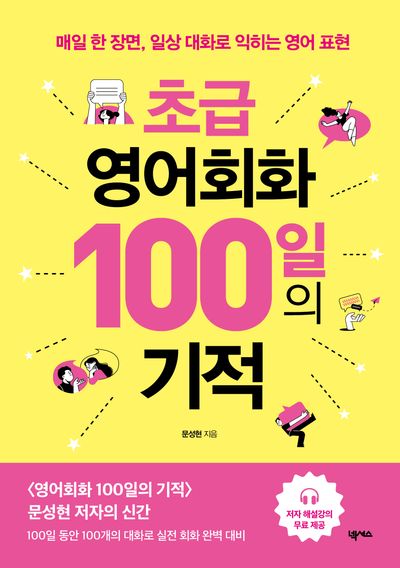 매일 한 장면, 일상 대화로 익히는 영어 표현
초급
영어회화
100일의
기적
문성현 지음
〈영어회화 100일의 기적〉
문성현 저자의 신간
100일 동안 100개의 대화로 실전 회화 완벽 대비
저자 해설강의
무료 제공
넥서스